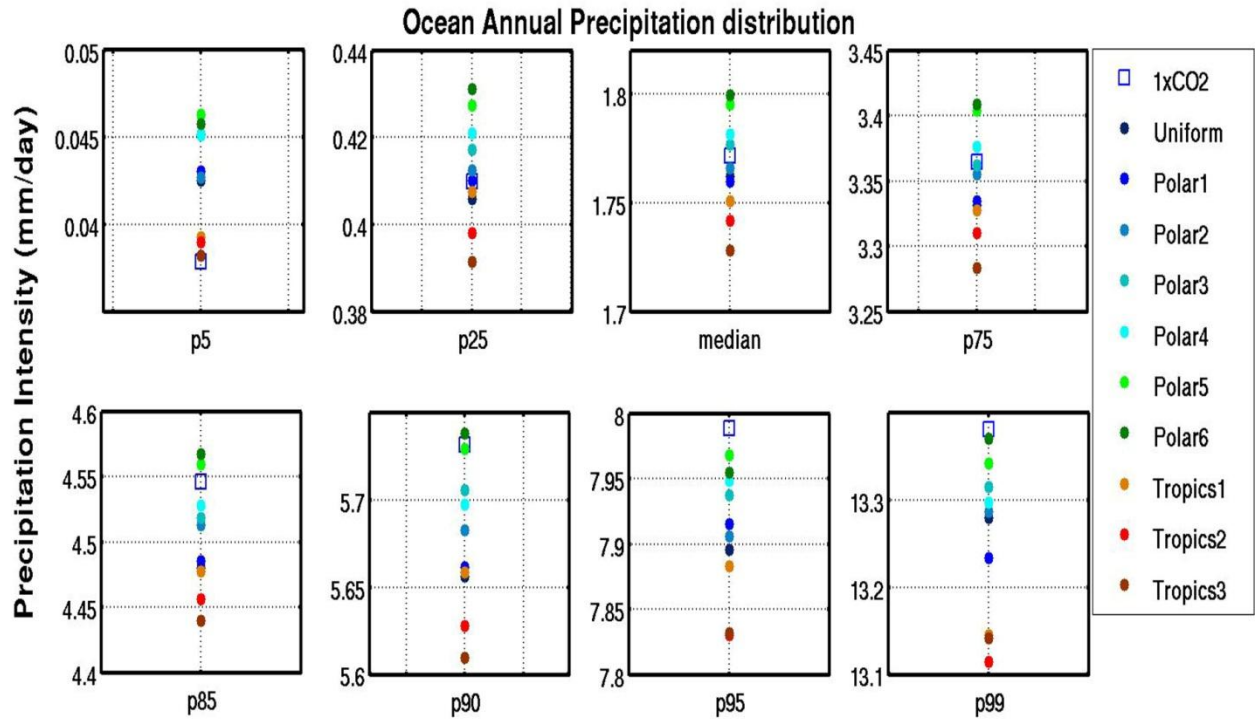 Ocean Annual Precipitation distribution
Precipitation Intensity (mm/day)
0.05
0.045
0.04
p5
0.44
0.42
0.4
0.38
p25
1.8
1.75
1.7
median
3.45
3.4
3.35
3.3
3.25
p75
4.6
4.55
4.5
4.45
4.4
p85
5.7
5.65
5.6
p90
8
7.95
7.9
7.85
7.8
p95
13.3
13.2
13.1
p99
1xCO2
Uniform
Polar1
Polar2
Polar3
Polar4
Polar5
Polar6
Tropics1
Tropics2
Tropics3